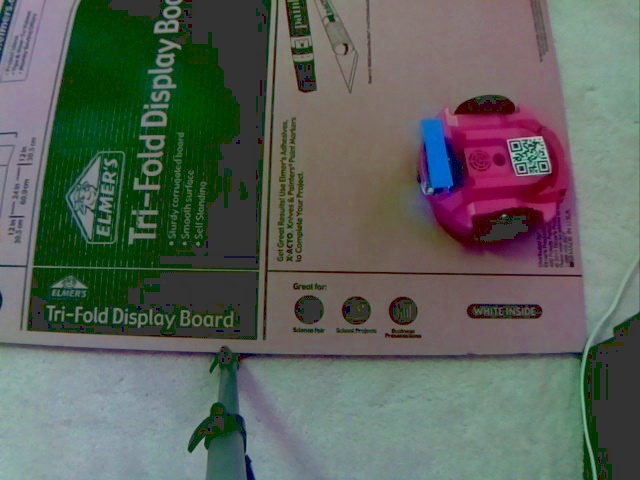 Tri-Fold Display Boa
ELMER'S
• Sturdy corrugated board
• Smooth surface
• Self Standing
Get Great Results! Use Elmer's Adhesives,
X-ACTO Knives & Painters Paint Markers
to Complete Your Project.
ELMER'S
Tri-Fold Display Board
Great for:
Science Fair
School Projects
Business
Presentations
WHITE INSIDE